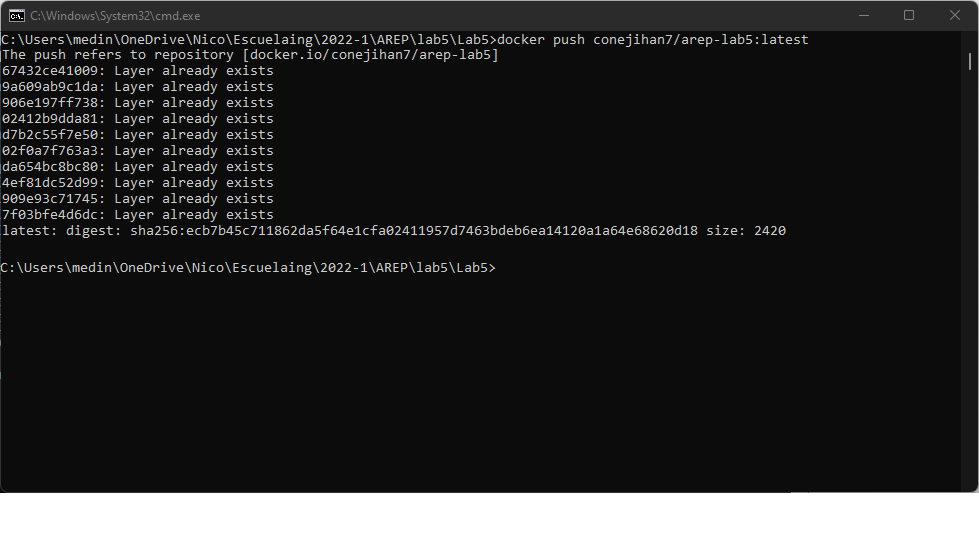 C:\Windows\System32\cmd.exe
C:\Users\medin\OneDrive\Nico\Escuelaing\2022-1\AREP\lab5\Lab5>docker push conejihan7/arep-lab5:latest
The push refers to repository [docker.io/conejihan7/arep-lab5]
67432ce41009: Layer already exists
9a609ab9c1da: Layer already exists
906e197ff738: Layer already exists
02412b9dda81: Layer already exists
d7b2c55f7e50: Layer already exists
02f0a7f763a3: Layer already exists
da654bc8bc80: Layer already exists
4ef81dc52d99: Layer already exists
909e93c71745: Layer already exists
7f03bfe4d6dc: Layer already exists
latest: digest: sha256:ecb7b45c711862da5f64e1cfa02411957d7463bdeb6ea14120a1a64e68620d18 size: 2420
C:\Users\medin\OneDrive\Nico\Escuelaing\2022-1\AREP\lab5\Lab5>